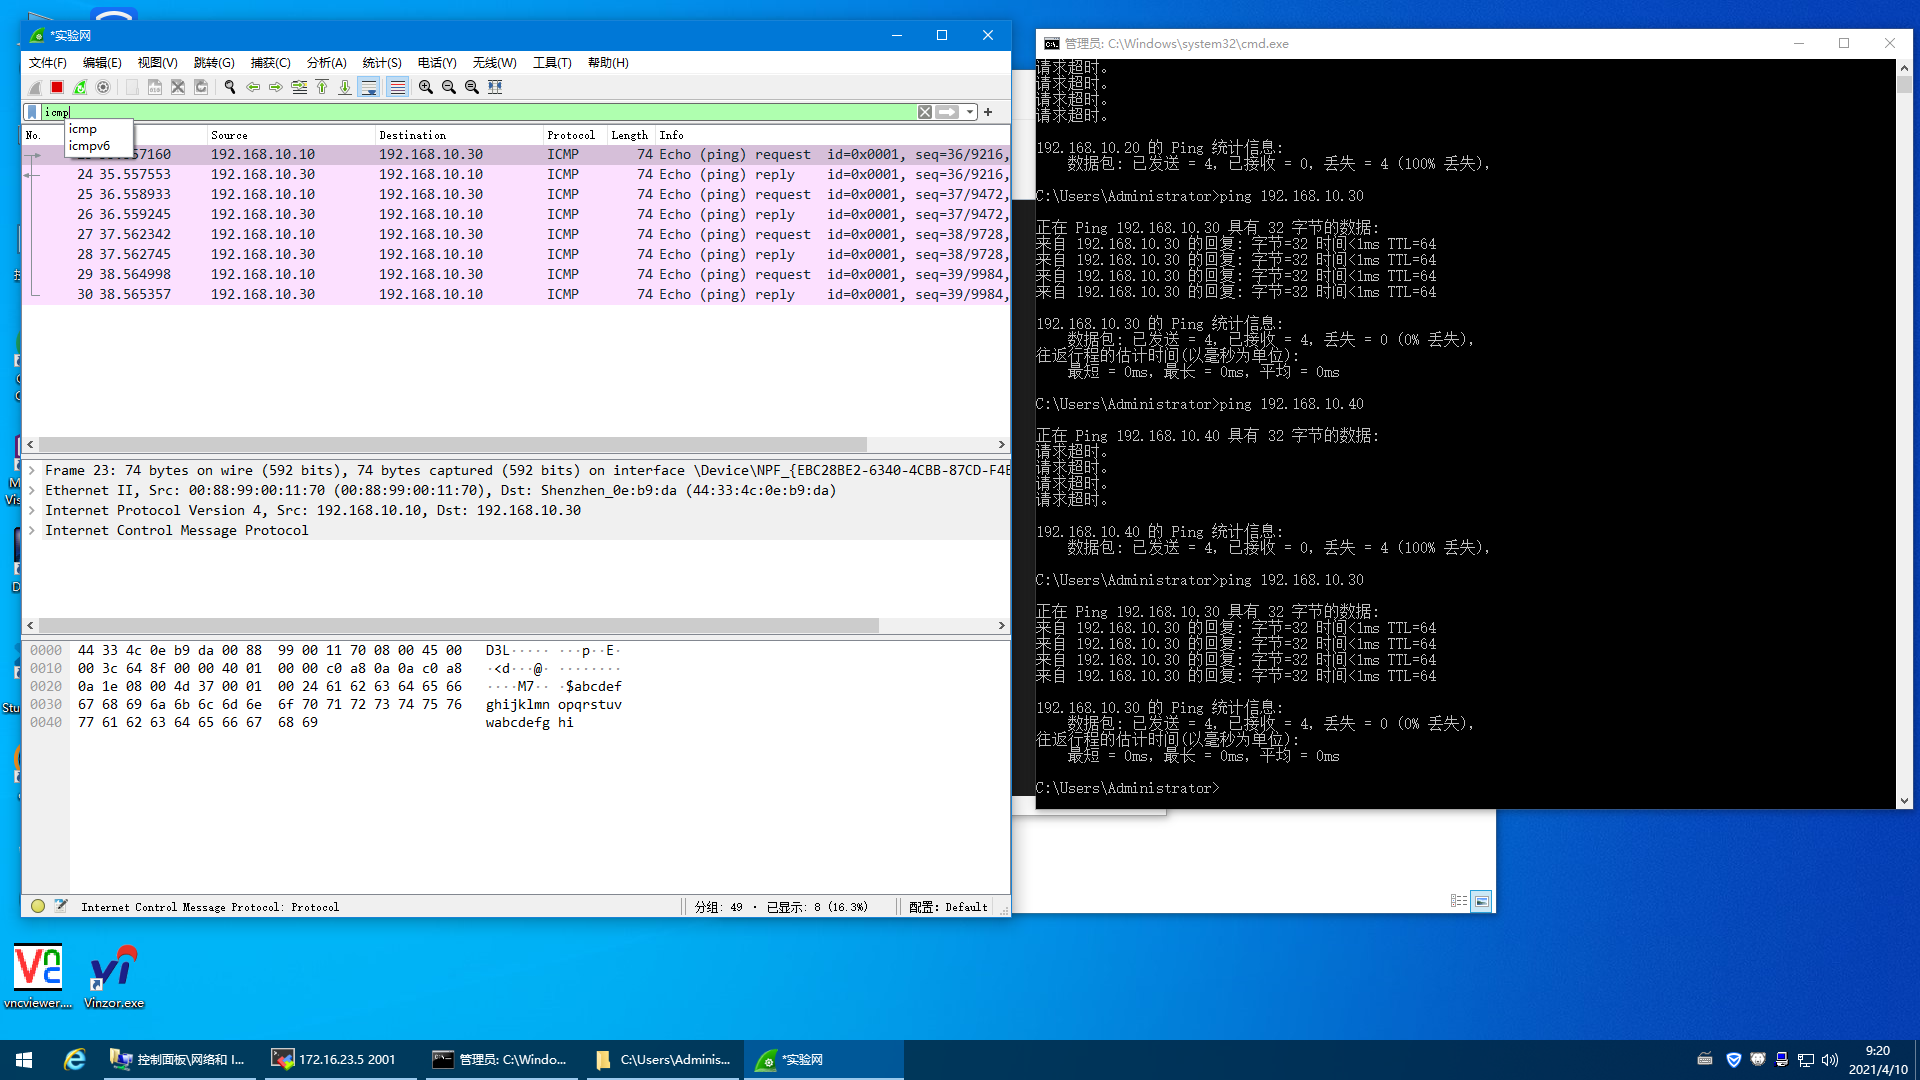 *实验网
文件(F) 编辑(E) 视图(V) 跳转(G) 捕获(C) 分析(A) 统计(S) 电话(Y) 无线(W) 工具(T) 帮助(H)
icmp
icmp
icmpv6
No. Source Destination Protocol Length Info
57160 192.168.10.10 192.168.10.30 ICMP 74 Echo (ping) request id=0x0001, seq=36/9216,
24 35.557553 192.168.10.30 192.168.10.10 ICMP 74 Echo (ping) reply id=0x0001, seq=36/9216,
25 36.558933 192.168.10.10 192.168.10.30 ICMP 74 Echo (ping) request id=0x0001, seq=37/9472,
26 36.559245 192.168.10.30 192.168.10.10 ICMP 74 Echo (ping) reply id=0x0001, seq=37/9472,
27 37.562342 192.168.10.10 192.168.10.30 ICMP 74 Echo (ping) request id=0x0001, seq=38/9728,
28 37.562745 192.168.10.30 192.168.10.10 ICMP 74 Echo (ping) reply id=0x0001, seq=38/9728,
29 38.564998 192.168.10.10 192.168.10.30 ICMP 74 Echo (ping) request id=0x0001, seq=39/9984,
30 38.565357 192.168.10.30 192.168.10.10 ICMP 74 Echo (ping) reply id=0x0001, seq=39/9984,
Frame 23: 74 bytes on wire (592 bits), 74 bytes captured (592 bits) on interface \Device\NPF_{EBC28BE2-6340-4CBB-87CD-F4E
Ethernet II, Src: 00:88:99:00:11:70 (00:88:99:00:11:70), Dst: Shenzhen_0e:b9:da (44:33:4c:0e:b9:da)
Internet Protocol Version 4, Src: 192.168.10.10, Dst: 192.168.10.30
Internet Control Message Protocol
0000 44 33 4c 0e b9 da 00 88 99 00 11 70 08 00 45 00 D3L····· ···p··E·
0010 00 3c 64 8f 00 00 40 01 00 00 c0 a8 0a 0a c0 a8 ·<d···@· ········
0020 0a 1e 08 00 4d 37 00 01 00 24 61 62 63 64 65 66 ····M7·· ·$abcdef
0030 67 68 69 6a 6b 6c 6d 6e 6f 70 71 72 73 74 75 76 ghijklmn opqrstuv
0040 77 61 62 63 64 65 66 67 68 69 wabcdefg hi
Internet Control Message Protocol: Protocol 分组: 49 · 已显示: 8 (16.3%) 配置: Default
管理员: C:\Windows\system32\cmd.exe
请求超时。
请求超时。
请求超时。
请求超时。
192.168.10.20 的 Ping 统计信息:
数据包: 已发送 = 4，已接收 = 0，丢失 = 4 (100% 丢失)，
C:\Users\Administrator>ping 192.168.10.30
正在 Ping 192.168.10.30 具有 32 字节的数据:
来自 192.168.10.30 的回复: 字节=32 时间<1ms TTL=64
来自 192.168.10.30 的回复: 字节=32 时间<1ms TTL=64
来自 192.168.10.30 的回复: 字节=32 时间<1ms TTL=64
来自 192.168.10.30 的回复: 字节=32 时间<1ms TTL=64
192.168.10.30 的 Ping 统计信息:
数据包: 已发送 = 4，已接收 = 4，丢失 = 0 (0% 丢失)，
往返行程的估计时间(以毫秒为单位):
最短 = 0ms，最长 = 0ms，平均 = 0ms
C:\Users\Administrator>ping 192.168.10.40
正在 Ping 192.168.10.40 具有 32 字节的数据:
请求超时。
请求超时。
请求超时。
请求超时。
192.168.10.40 的 Ping 统计信息:
数据包: 已发送 = 4，已接收 = 0，丢失 = 4 (100% 丢失)，
C:\Users\Administrator>ping 192.168.10.30
正在 Ping 192.168.10.30 具有 32 字节的数据:
来自 192.168.10.30 的回复: 字节=32 时间<1ms TTL=64
来自 192.168.10.30 的回复: 字节=32 时间<1ms TTL=64
来自 192.168.10.30 的回复: 字节=32 时间<1ms TTL=64
来自 192.168.10.30 的回复: 字节=32 时间<1ms TTL=64
192.168.10.30 的 Ping 统计信息:
数据包: 已发送 = 4，已接收 = 4，丢失 = 0 (0% 丢失)，
往返行程的估计时间(以毫秒为单位):
最短 = 0ms，最长 = 0ms，平均 = 0ms
C:\Users\Administrator>
Stu
vncviewer.... Vinzor.exe
控制面板\网络和 I... 172.16.23.5 2001 管理员: C:\Windo... C:\Users\Adminis... *实验网
9:20
2021/4/10